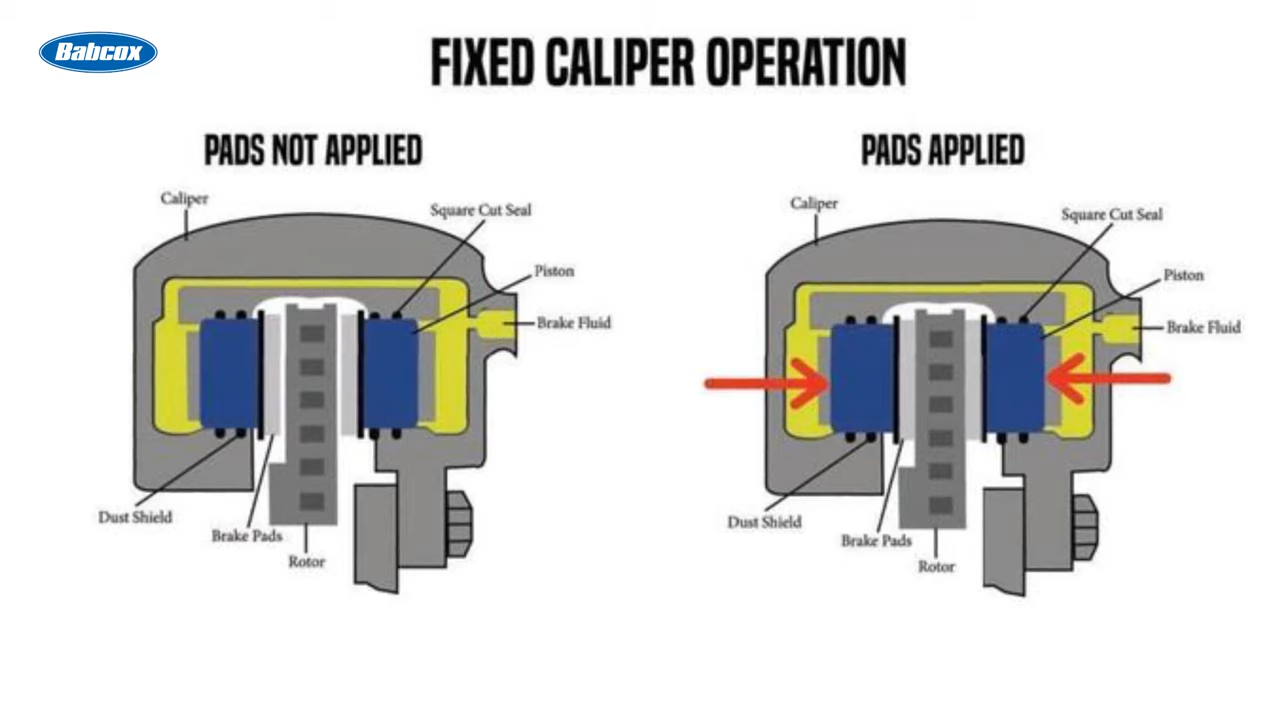 Babcox
FIXED CALIPER OPERATION
PADS NOT APPLIED
Caliper
Square Cut Seal
Piston
Brake Fluid
Dust Shield
Brake Pads
Rotor
PADS APPLIED
Caliper
Square Cut Seal
Piston
Brake Fluid
Dust Shield
Brake Pads
Rotor